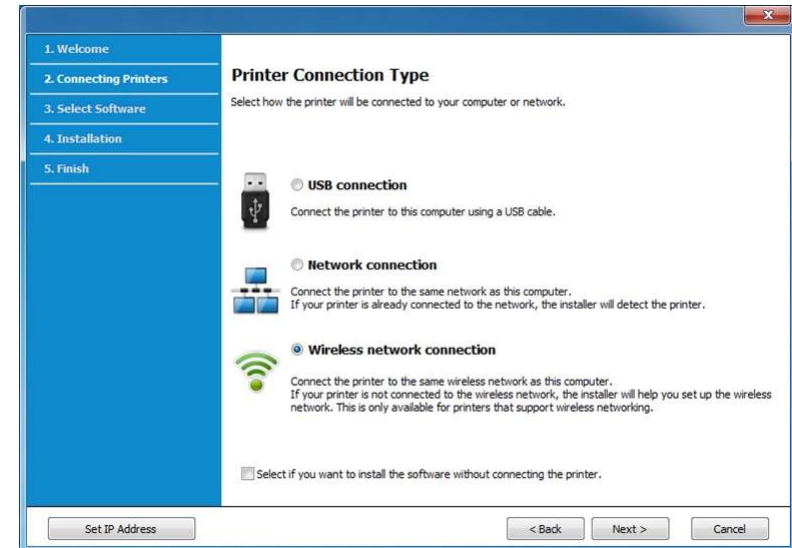 1. Welcome
2. Connecting Printers
3. Select Software
4. Installation
5. Finish
Printer Connection Type
Select how the printer will be connected to your computer or network.
USB connection
Connect the printer to this computer using a USB cable.
Network connection
Connect the printer to the same network as this computer.
If your printer is already connected to the network, the installer will detect the printer.
Wireless network connection
Connect the printer to the same wireless network as this computer.
If your printer is not connected to the wireless network, the installer will help you set up the wireless
network. This is only available for printers that support wireless networking.
Select if you want to install the software without connecting the printer.
Set IP Address
< Back
Next >
Cancel